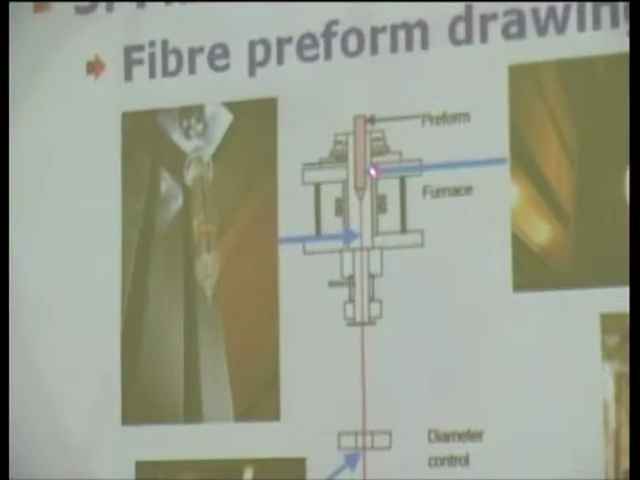 Fibre preform drawing
Preform
Furnace
Diameter
control